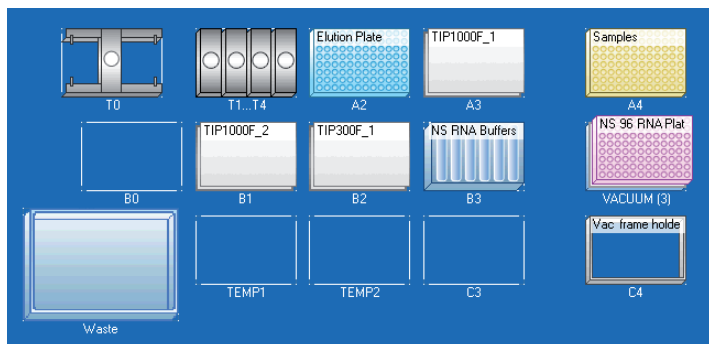 T0
T1...T4
Elution Plate
A2
TIP1000F_1
A3
Samples
A4
B0
TIP1000F_2
B1
TIP300F_1
B2
NS RNA Buffers
B3
NS 96 RNA Plat
VACUUM (3)
Waste
TEMP1
TEMP2
C3
Vac frame holde
C4